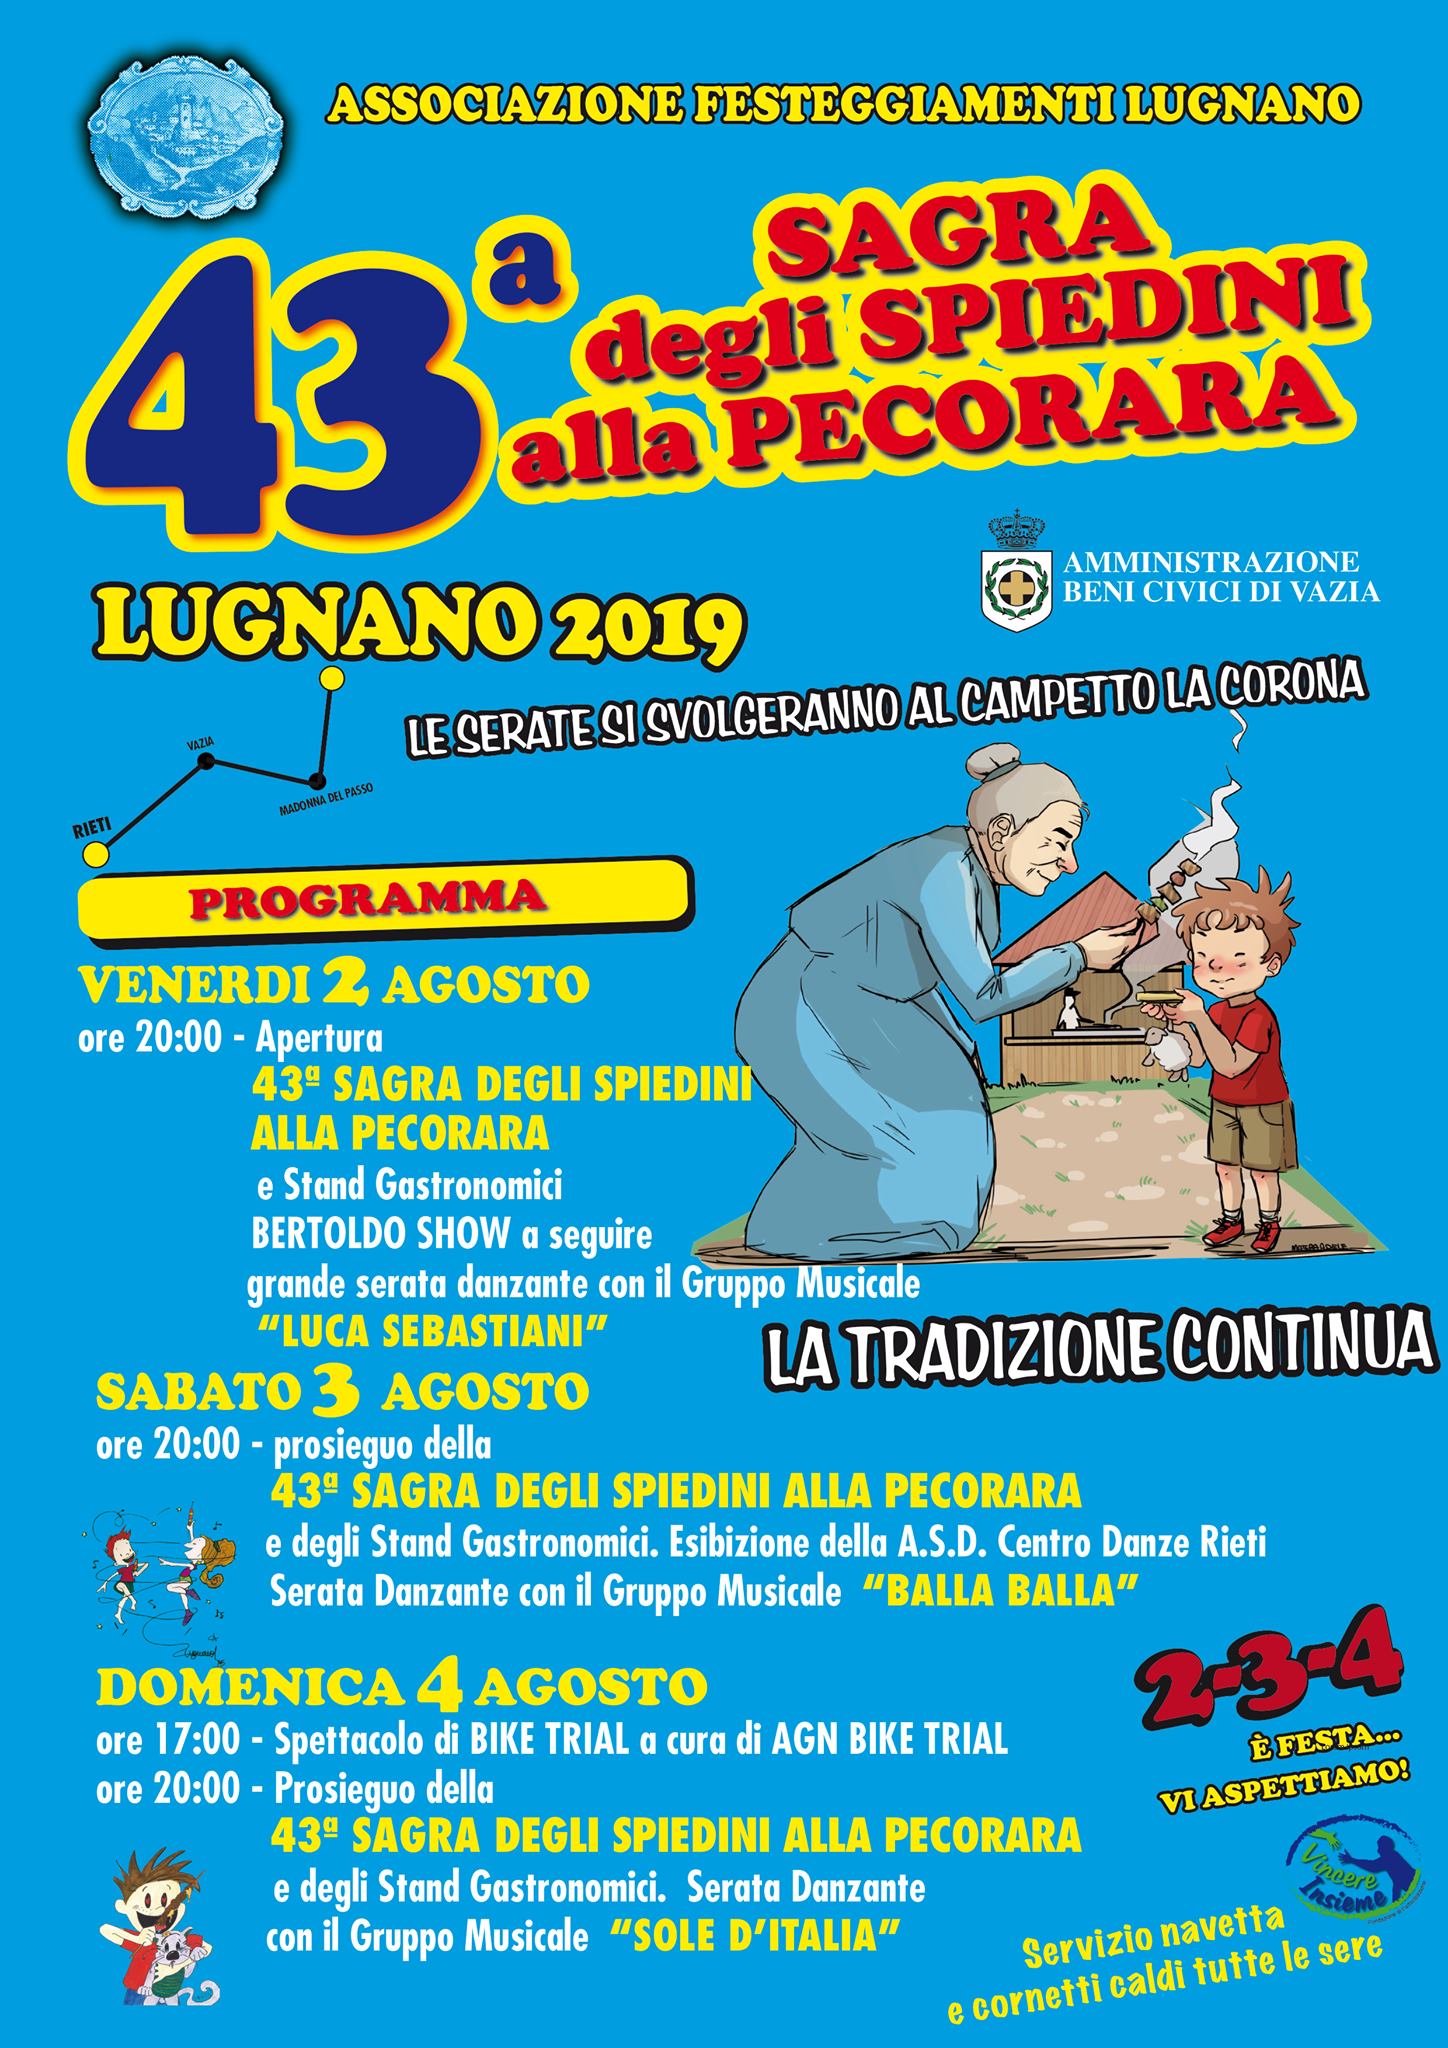 ASSOCIAZIONE FESTEGGIAMENTI LUGNANO
43a
SAGRA
degli SPIEDINI
alla PECORARA
AMMINISTRAZIONE
BENI CIVICI DI VAZIA
LUGNANO 2019
LE SERATE SI SVOLGERANNO AL CAMPETTO LA CORONA
VAZIA
MADONNA DEL PASSO
RIETI
PROGRAMMA
VENERDI 2 AGOSTO
ore 20:00 - Apertura
43ª SAGRA DEGLI SPIEDINI
ALLA PECORARA
e Stand Gastronomici
BERTOLDO SHOW a seguire
grande serata danzante con il Gruppo Musicale
“LUCA SEBASTIANI”
LA TRADIZIONE CONTINUA
SABATO 3 AGOSTO
ore 20:00 - prosieguo della
43ª SAGRA DEGLI SPIEDINI ALLA PECORARA
e degli Stand Gastronomici. Esibizione della A.S.D. Centro Danze Rieti
Serata Danzante con il Gruppo Musicale “BALLA BALLA”
DOMENICA 4 AGOSTO
ore 17:00 - Spettacolo di BIKE TRIAL a cura di AGN BIKE TRIAL
ore 20:00 - Prosieguo della
43ª SAGRA DEGLI SPIEDINI ALLA PECORARA
e degli Stand Gastronomici. Serata Danzante
con il Gruppo Musicale “SOLE D’ITALIA”
2-3-4
È FESTA...
VI ASPETTIAMO!
Vincere
Insieme
Servizio navetta
e cornetti caldi tutte le sere